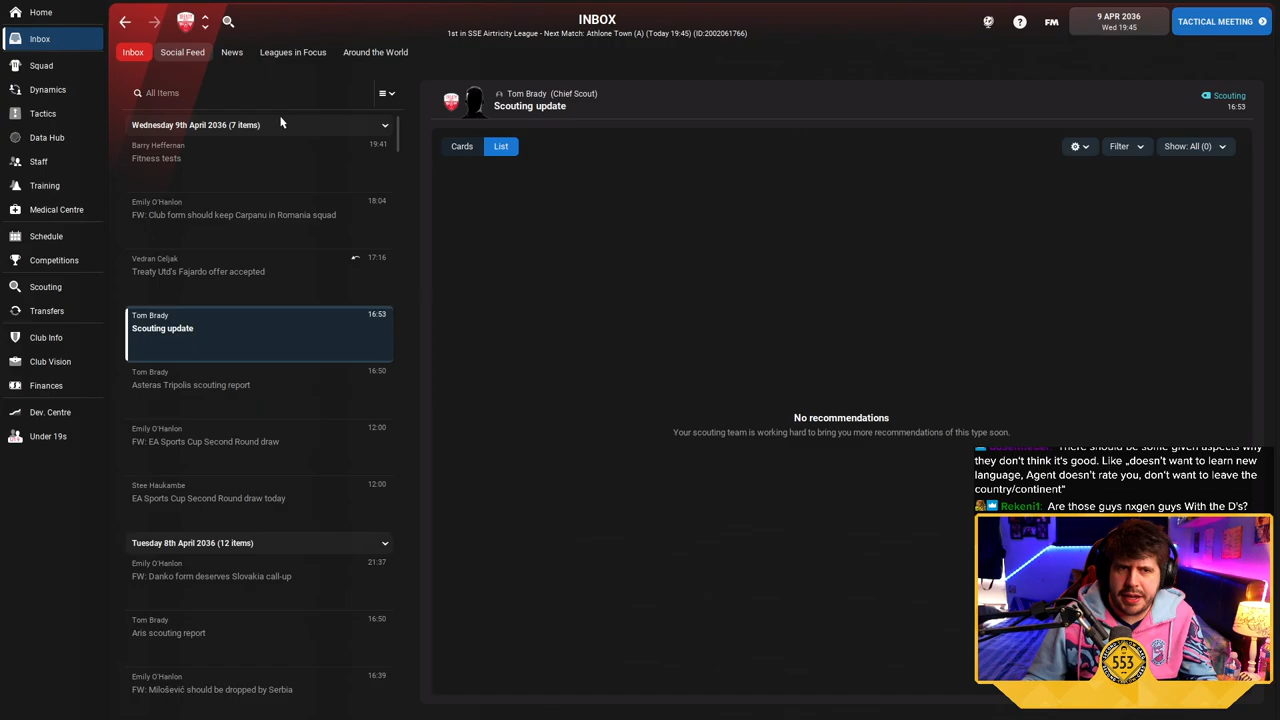 Home
INBOX
1st in SSE Airtricity League - Next Match: Athlone Town (A) (Today 19:45) (ID:2002061766)
FM
9 APR 2036
Wed 19:45
TACTICAL MEETING
Inbox
Squad
Dynamics
Tactics
Data Hub
Staff
Training
Medical Centre
Schedule
Competitions
Scouting
Transfers
Club Info
Club Vision
Finances
Dev. Centre
Under 19s
Inbox
Social Feed
News
Leagues in Focus
Around the World
All Items
Wednesday 9th April 2036 (7 items)
Barry Heffernan
19:41
Fitness tests
Emily O'Hanlon
18:04
FW: Club form should keep Carpanu in Romania squad
Vedran Celjak
17:16
Treaty Utd's Fajardo offer accepted
Tom Brady
16:53
Scouting update
Tom Brady
16:50
Asteras Tripolis scouting report
Emily O'Hanlon
12:00
FW: EA Sports Cup Second Round draw
Stee Haukambe
12:00
EA Sports Cup Second Round draw today
Tuesday 8th April 2036 (12 items)
Emily O'Hanlon
21:37
FW: Danko form deserves Slovakia call-up
Tom Brady
16:50
Aris scouting report
Emily O'Hanlon
16:39
FW: Milošević should be dropped by Serbia
Tom Brady (Chief Scout)
Scouting update
Scouting
16:53
Cards
List
Filter
Show: All (0)
No recommendations
Your scouting team is working hard to bring you more recommendations of this type soon.
There should be some given aspects why
they don't think it's good. Like „doesn't want to learn new
language, Agent doesn't rate you, don't want to leave the
country/continent“
Rekeni1: Are those guys nxgen guys With the D's?
553